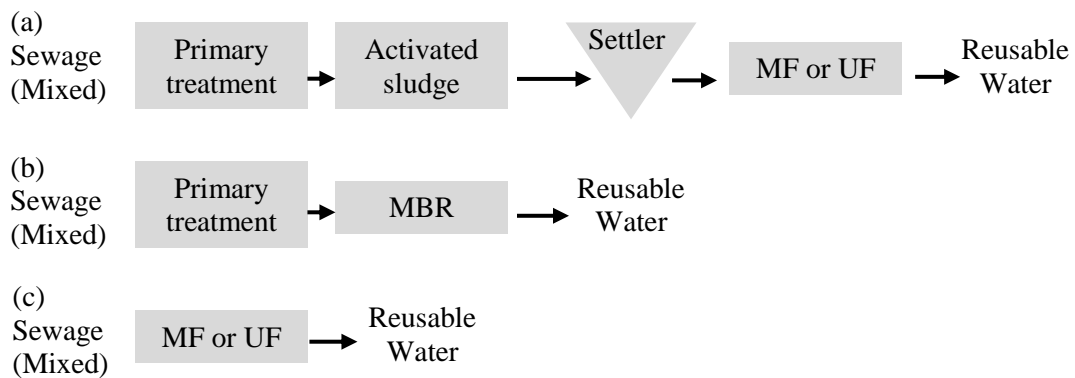 (a)
Sewage
(Mixed)
Primary
treatment
Activated
sludge
Settler
MF or UF
Reusable
Water
(b)
Sewage
(Mixed)
Primary
treatment
MBR
Reusable
Water
(c)
Sewage
(Mixed)
MF or UF
Reusable
Water